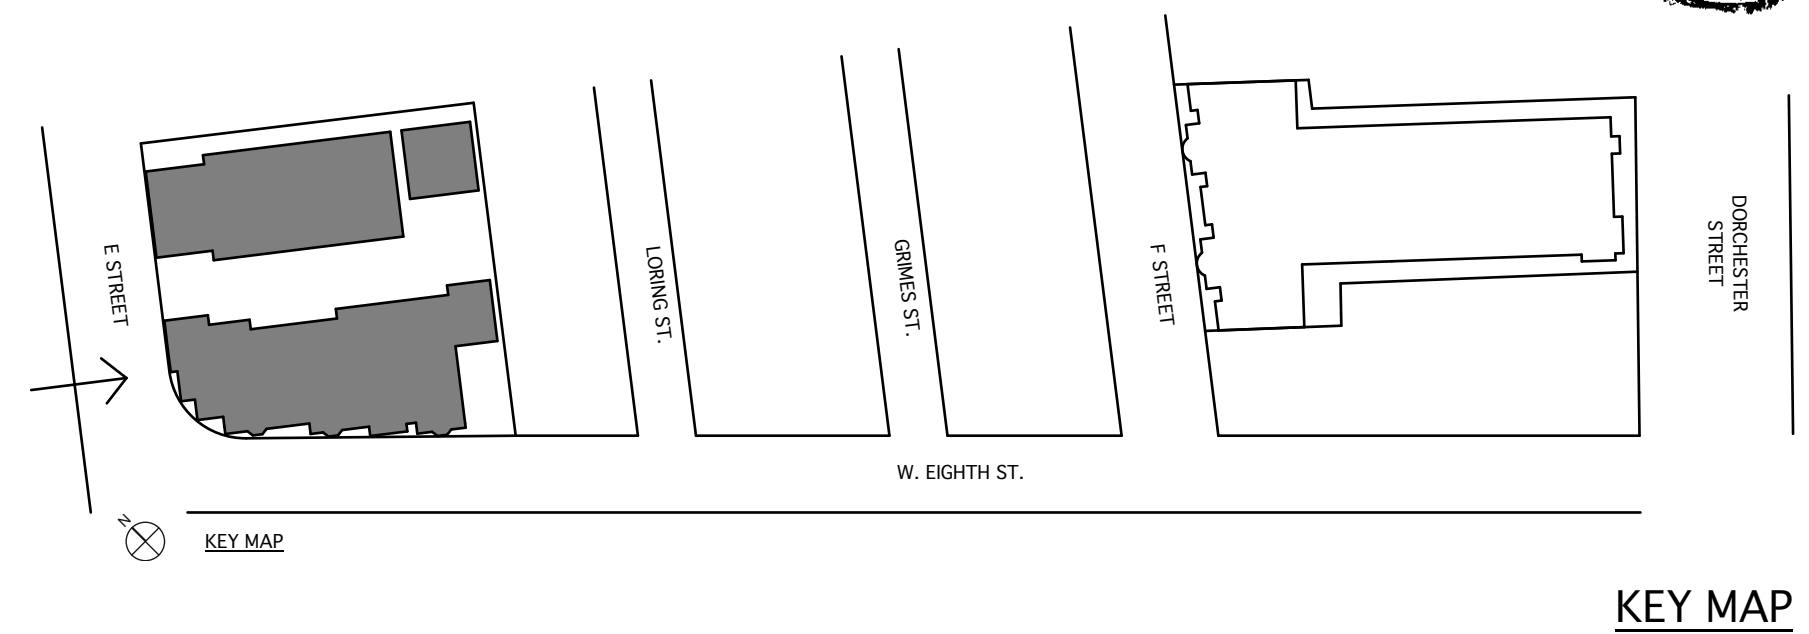 E STREET
LORING ST.
GRIMES ST.
F STREET
DORCHESTER
STREET
W. EIGHTH ST.
N
KEY MAP
KEY MAP